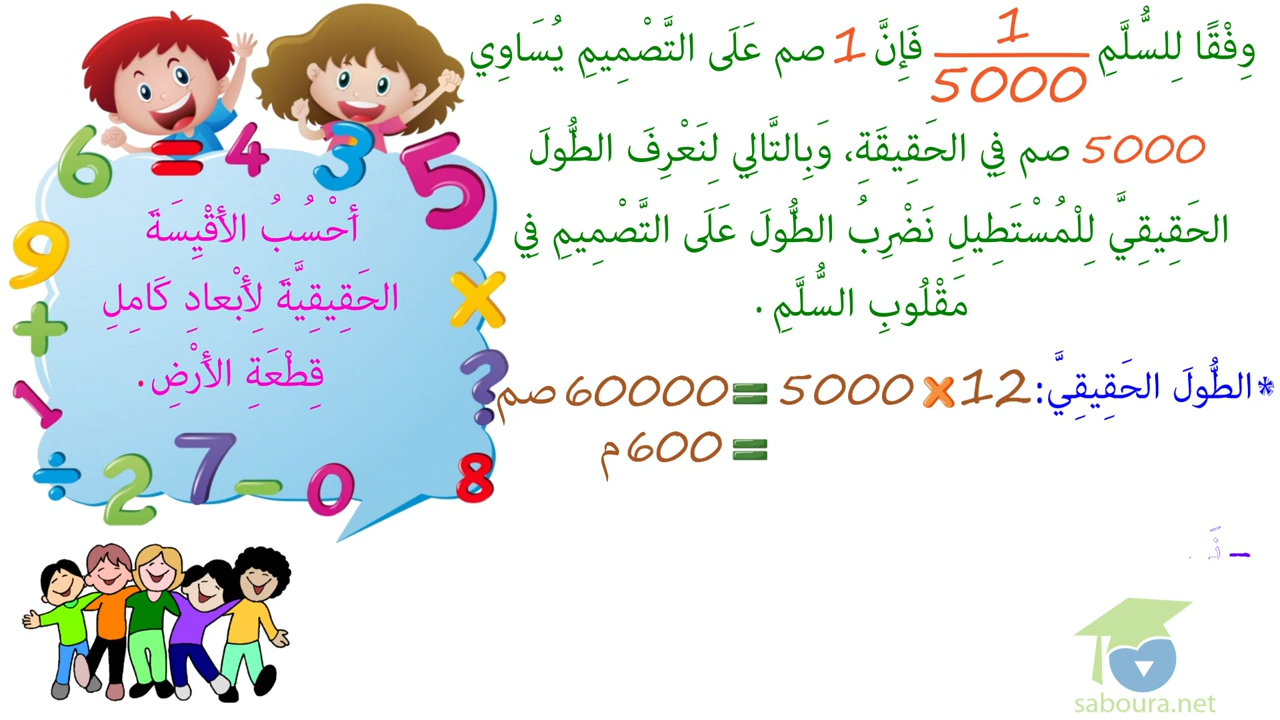 وِفْقًا لِلسُّلَّمِ 1/5000 فَإِنَّ 1 صم عَلَى التَّصْمِيمِ يُسَاوِي
5000 صم فِي الحَقِيقَةِ، وَبِالتَّالِي لِنَعْرِفَ الطُّولَ
الحَقِيقِيَّ لِلْمُسْتَطِيلِ نَضْرِبُ الطُّولَ عَلَى التَّصْمِيمِ فِي
مَقْلُوبِ السُّلَّمِ .
*الطُّولَ الحَقِيقِيَّ: 12 × 5000 = 60000 صم
= 600 م
-
أَحْسُبُ الأَقْيِسَةَ
الحَقِيقِيَّةَ لِأَبْعادِ كَامِلِ
قِطْعَةِ الأَرْضِ.
6 = 4 3 5
9
+ ×
1 ?
÷ 2 7 - 0 8
saboura.net